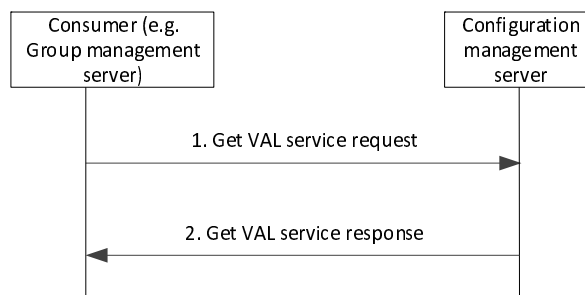 Consumer (e.g.
Group management
server)
Configuration
management
server
1. Get VAL service request
2. Get VAL service response